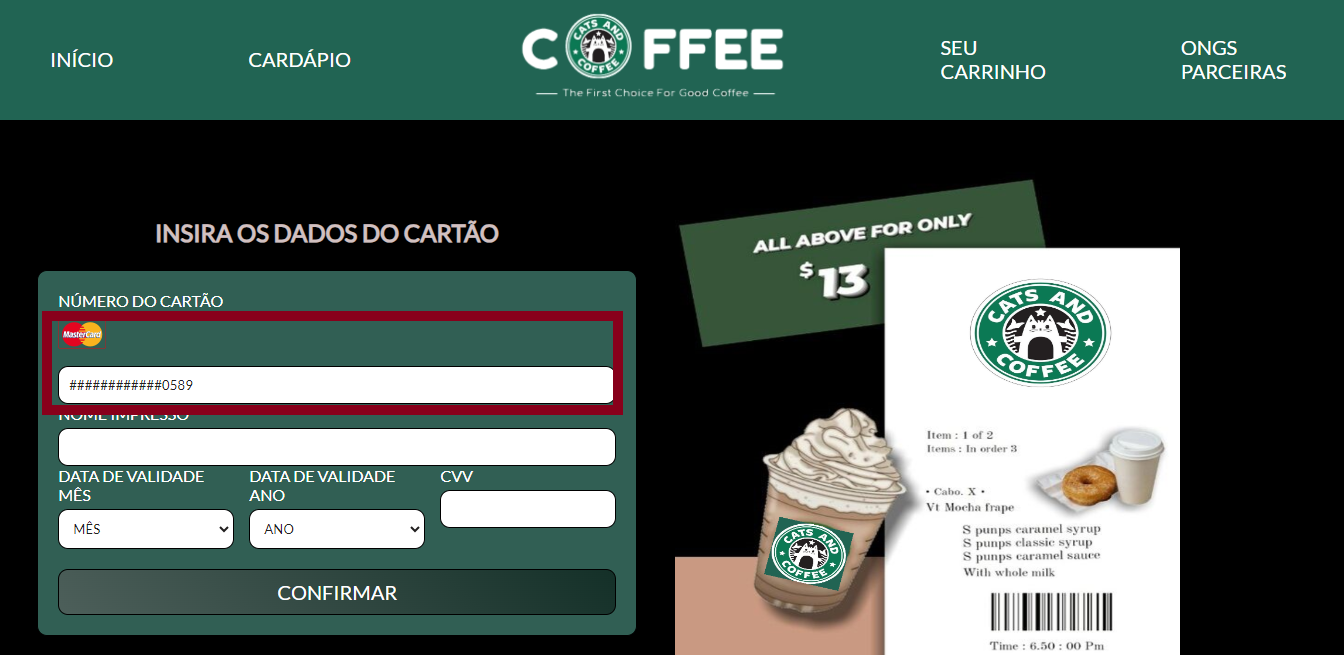 INÍCIO
CARDÁPIO
C FFEE
CATS AND
COFFEE
The First Choice For Good Coffee
SEU
CARRINHO
ONGS
PARCEIRAS
INSIRA OS DADOS DO CARTÃO
NÚMERO DO CARTÃO
MasterCard
############0589
NOME IMPRESSO
DATA DE VALIDADE
MÊS
DATA DE VALIDADE
ANO
CVV
MÊS
ANO
CONFIRMAR
ALL ABOVE FOR ONLY
$13
CATS AND
COFFEE
Item : 1 of 2
Items : In order 3
• Cabo. X •
Vt Mocha frape
S punps caramel syrup
S punps classic syrup
S punps caramel sauce
With whole milk
Time : 6.50 : 00 Pm
CATS AND
COFFEE